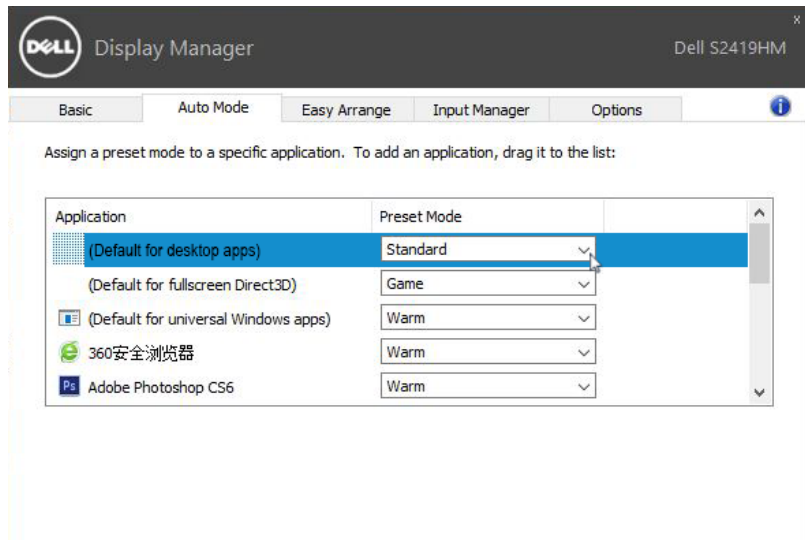 x
DELL Display Manager Dell S2419HM
Basic Auto Mode Easy Arrange Input Manager Options i
Assign a preset mode to a specific application. To add an application, drag it to the list:
Application Preset Mode
(Default for desktop apps) Standard
(Default for fullscreen Direct3D) Game
(Default for universal Windows apps) Warm
360安全浏览器 Warm
Ps Adobe Photoshop CS6 Warm